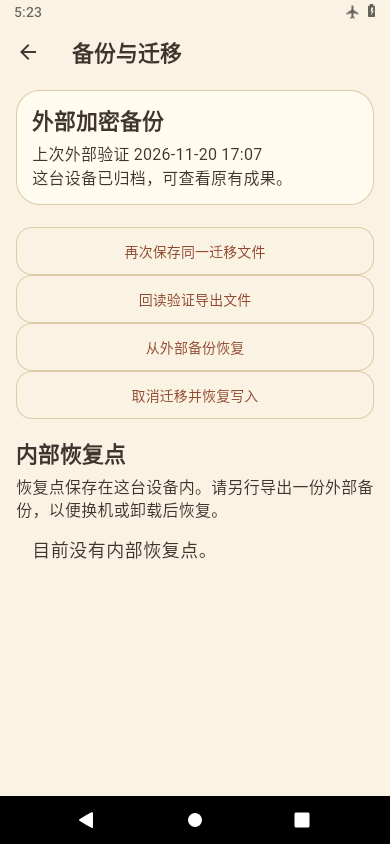 5:23
备份与迁移
外部加密备份
上次外部验证 2026-11-20 17:07
这台设备已归档，可查看原有成果。
再次保存同一迁移文件
回读验证导出文件
从外部备份恢复
取消迁移并恢复写入
内部恢复点
恢复点保存在这台设备内。请另行导出一份外部备
份，以便换机或卸载后恢复。
目前没有内部恢复点。